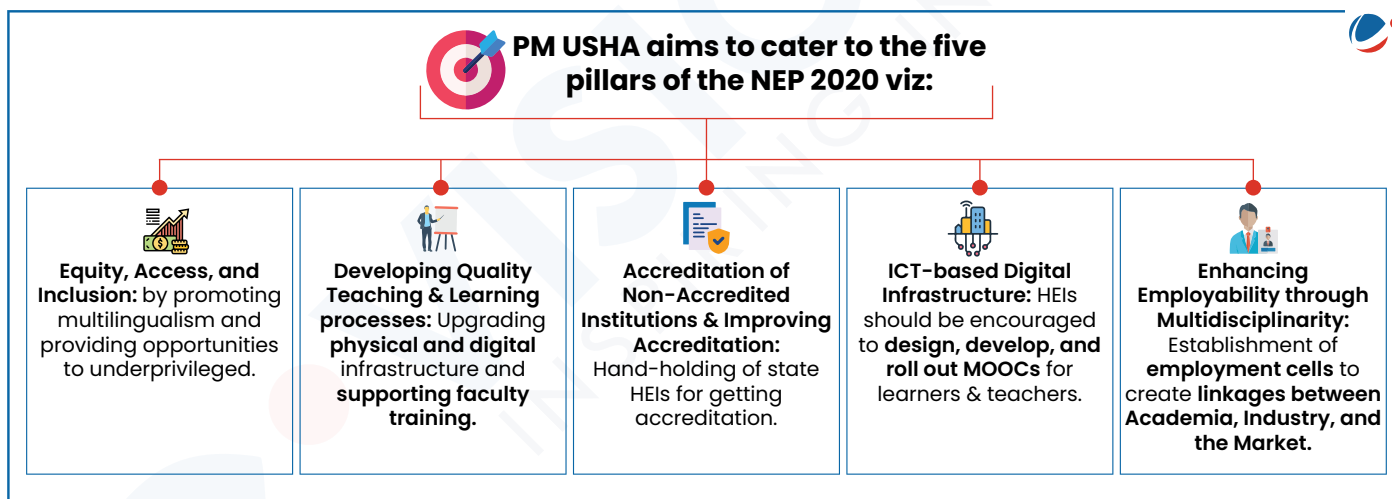 PM USHA aims to cater to the five
pillars of the NEP 2020 viz:
Equity, Access, and
Inclusion: by promoting
multilingualism and
providing opportunities
to underprivileged.
Developing Quality
Teaching & Learning
processes: Upgrading
physical and digital
infrastructure and
supporting faculty
training.
Accreditation of
Non-Accredited
Institutions & Improving
Accreditation:
Hand-holding of state
HEIs for getting
accreditation.
ICT-based Digital
Infrastructure: HEIs
should be encouraged
to design, develop, and
roll out MOOCs for
learners & teachers.
Enhancing
Employability through
Multidisciplinarity:
Establishment of
employment cells to
create linkages between
Academia, Industry, and
the Market.